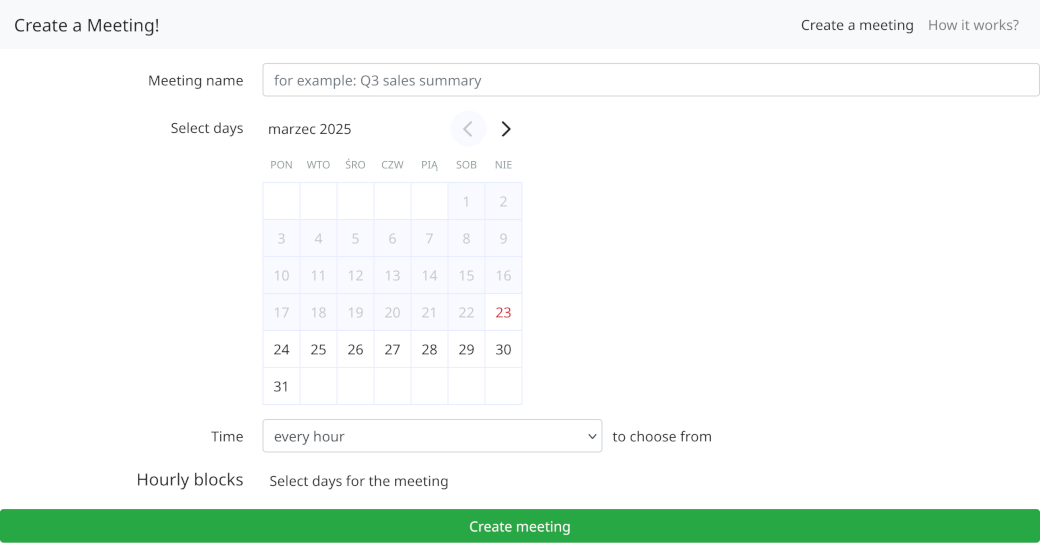 Create a Meeting! Create a meeting How it works?
Meeting name for example: Q3 sales summary
Select days marzec 2025
PON WTO ŚRO CZW PIĄ SOB NIE
1 2
3 4 5 6 7 8 9
10 11 12 13 14 15 16
17 18 19 20 21 22 23
24 25 26 27 28 29 30
31
Time every hour to choose from
Hourly blocks Select days for the meeting
Create meeting